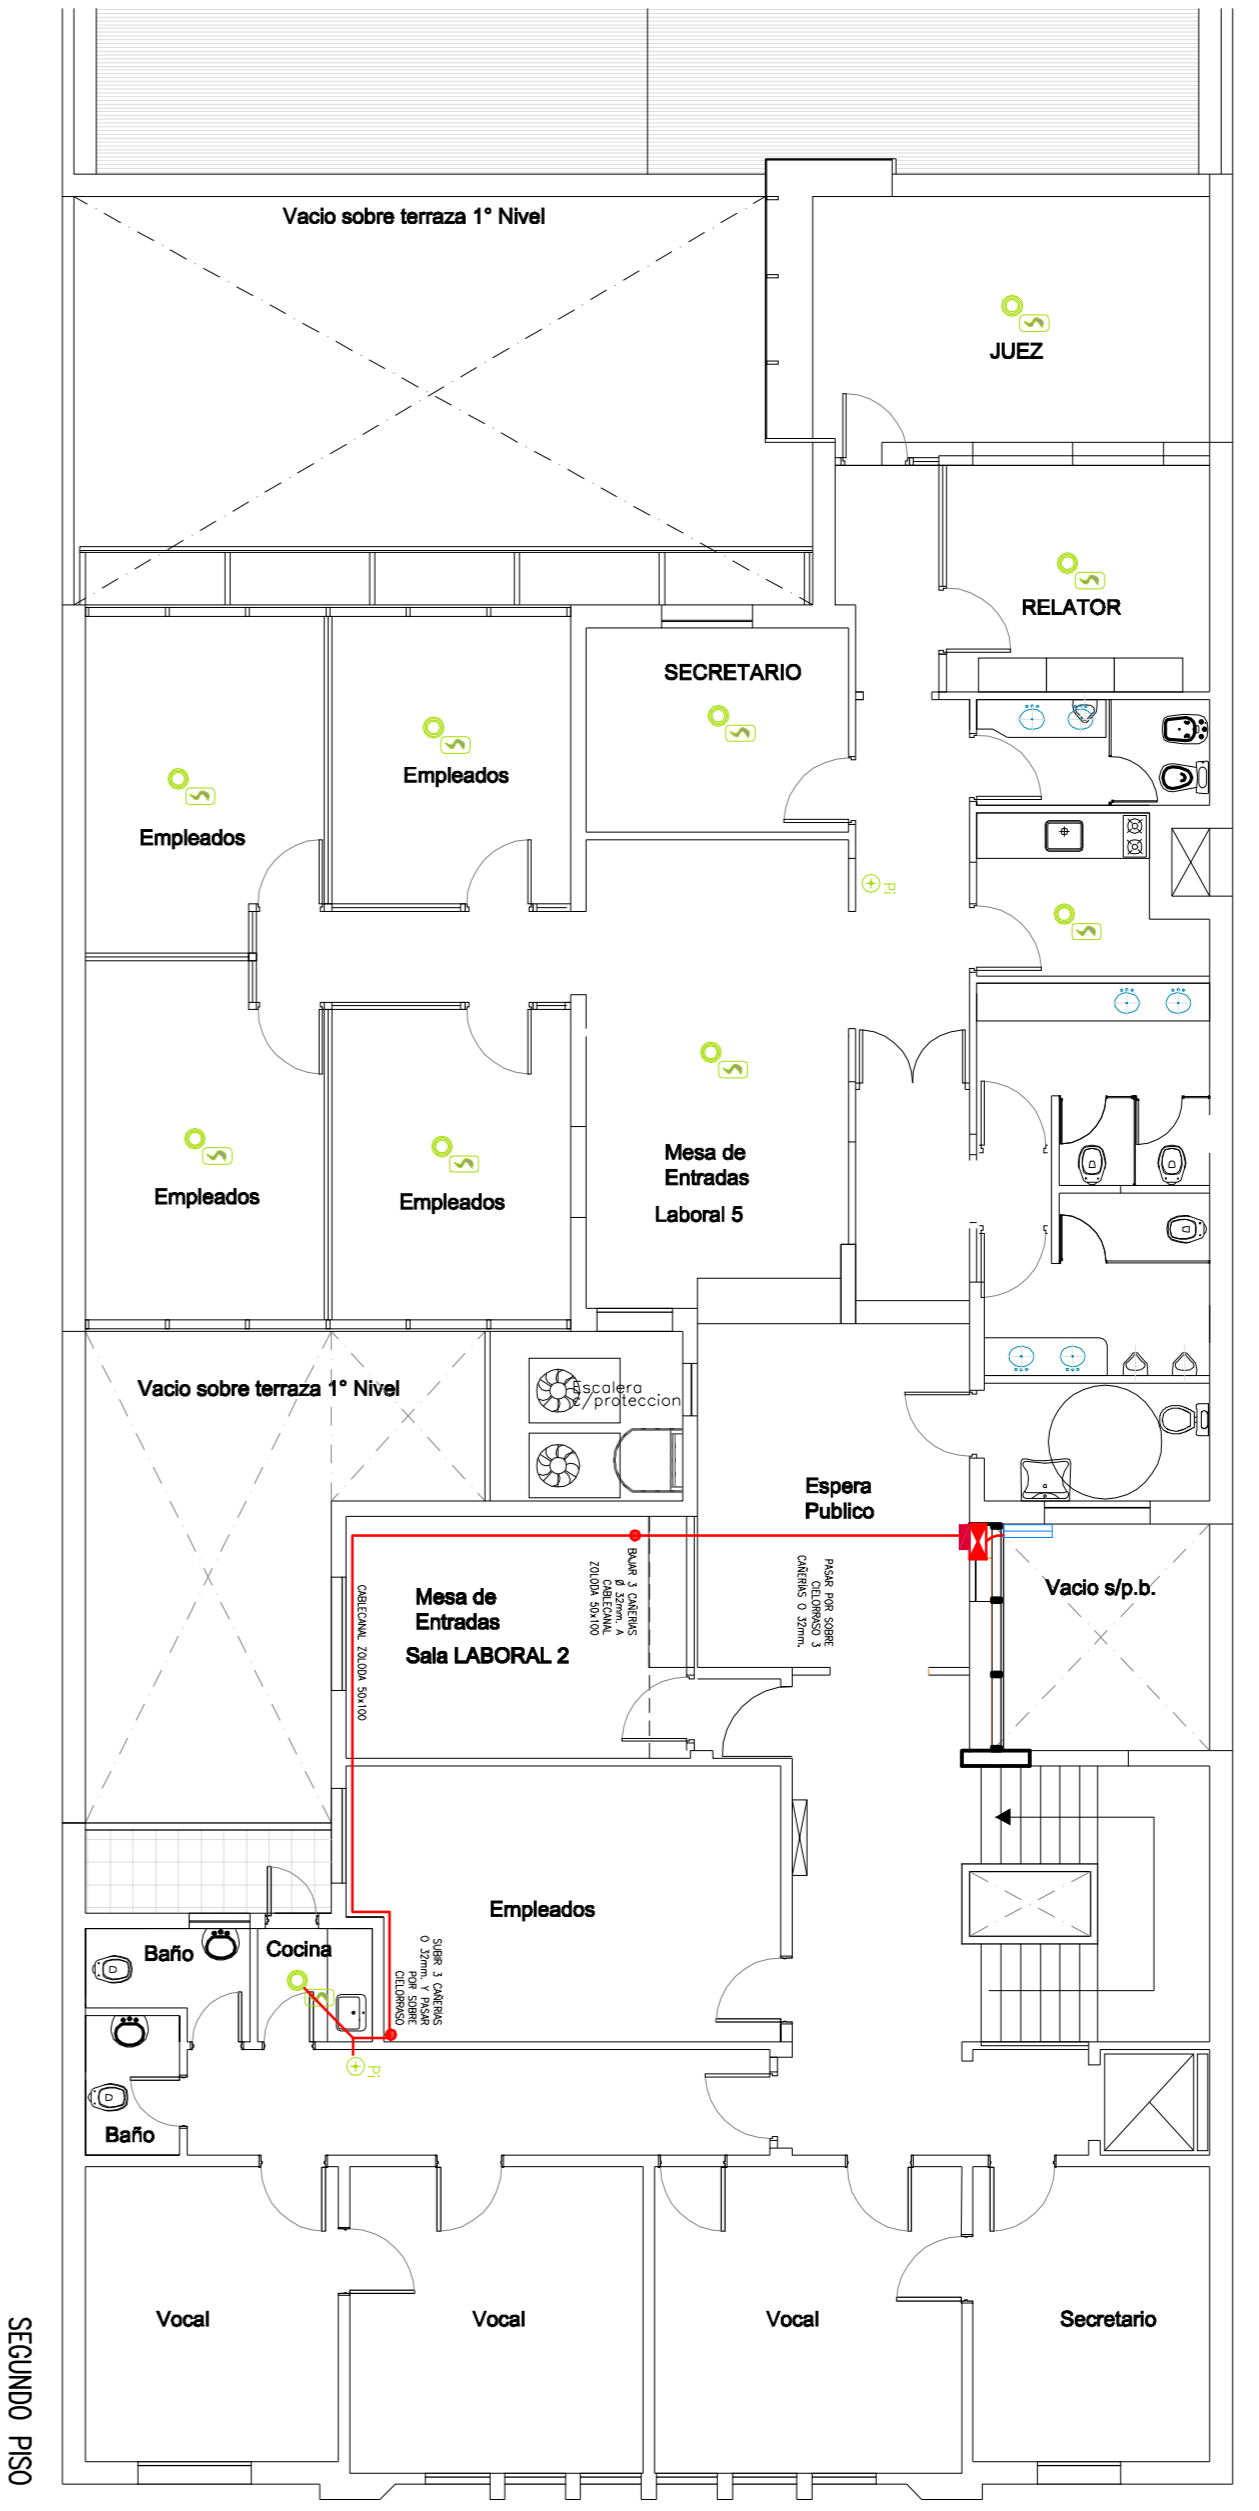 Vacio sobre terraza 1° Nivel
JUEZ
RELATOR
SECRETARIO
Empleados
Empleados
Pi
Mesa de
Entradas
Laboral 5
Empleados
Empleados
Vacio sobre terraza 1° Nivel
Escalera
c/proteccion
Espera
Publico
BAJAR 3 CAÑERIAS
Ø 32mm. A
CABLECANAL
ZOLODA 50x100
PASAR POR SOBRE
CIELORRASO 3
CAÑERIAS O 32mm.
Vacio s/p.b.
CABLECANAL ZOLODA 50x100
Mesa de
Entradas
Sala LABORAL 2
Empleados
Baño
Cocina
SUBIR 3 CAÑERIAS
O 32mm. Y PASAR
POR SOBRE
CIELORRASO
Pi
Baño
Vocal
Vocal
Vocal
Secretario
SEGUNDO PISO